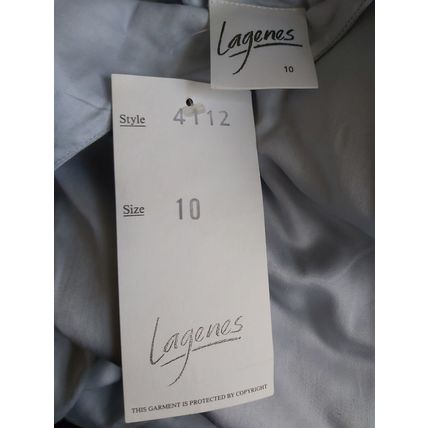 Lagenes
10
Style 4112
Size 10
Lagenes
THIS GARMENT IS PROTECTED BY COPYRIGHT